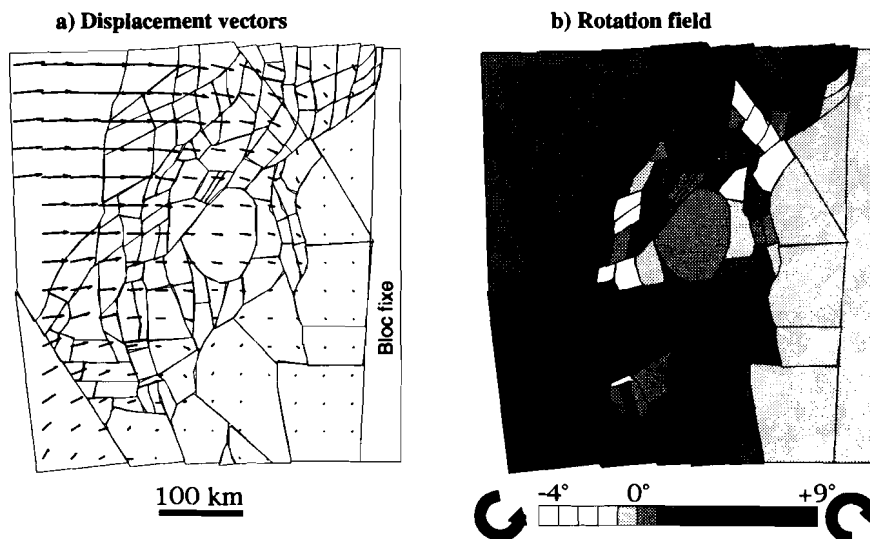 a) Displacement vectors
b) Rotation field
Bloc fixe
100 km
-4° 0° +9°